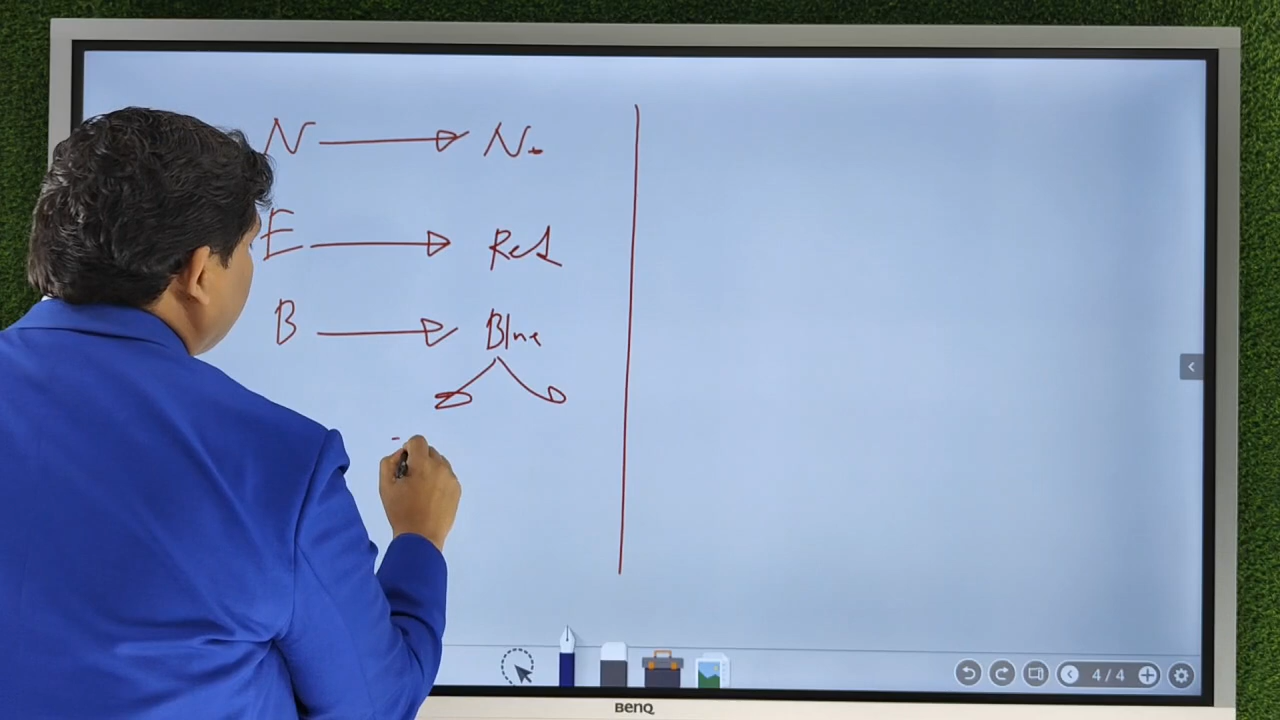 N → N.
E → Red
B → Blue
4/4
BenQ